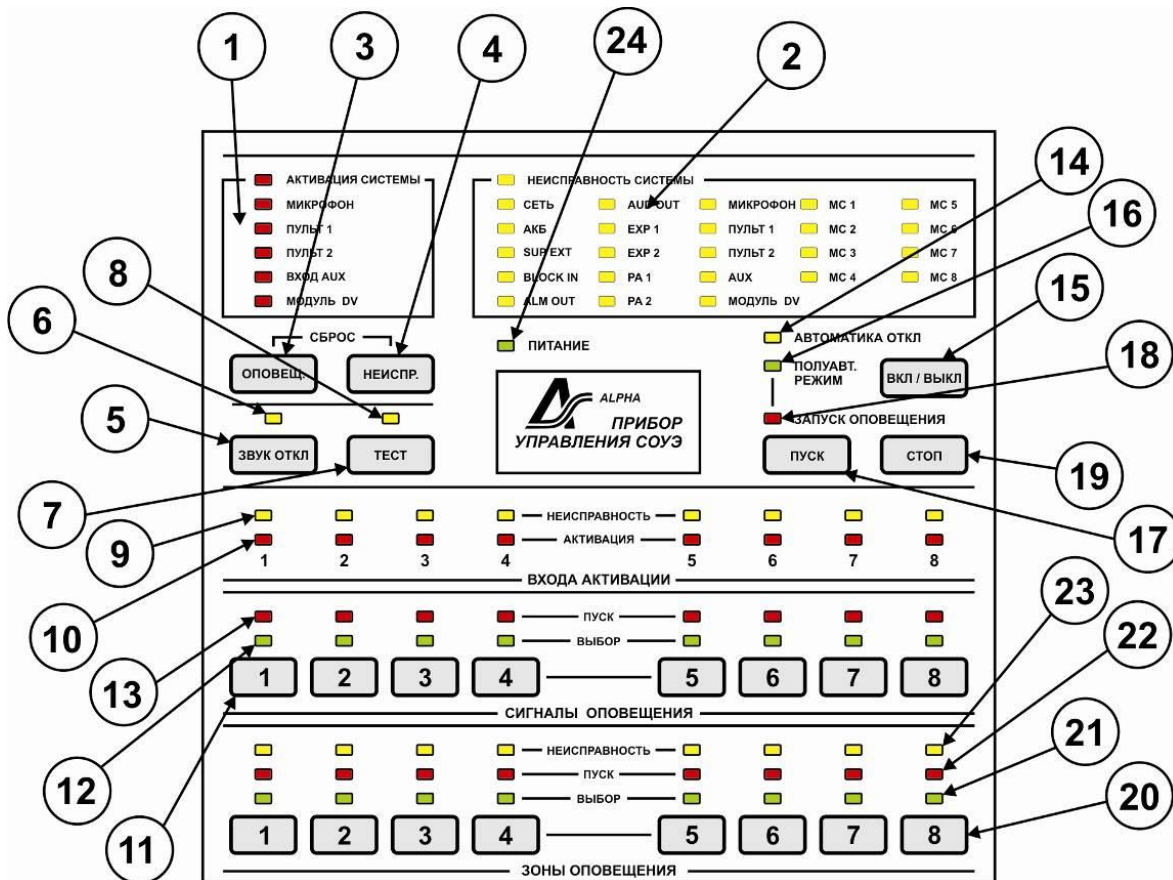 1
3
4
24
2
14
16
15
18
8
6
5
7
19
17
9
10
23
22
13
21
12
11
20
АКТИВАЦИЯ СИСТЕМЫ
МИКРОФОН
ПУЛЬТ 1
ПУЛЬТ 2
ВХОД AUX
МОДУЛЬ DV
НЕИСПРАВНОСТЬ СИСТЕМЫ
СЕТЬ AUD OUT МИКРОФОН МС 1 МС 5
АКБ EXP 1 ПУЛЬТ 1 МС 2 МС 6
SUP EXT EXP 2 ПУЛЬТ 2 МС 3 МС 7
BLOCK IN PA 1 AUX МС 4 МС 8
ALM OUT PA 2 МОДУЛЬ DV
СБРОС
ОПОВЕЩ. НЕИСПР.
ПИТАНИЕ
АВТОМАТИКА ОТКЛ
ПОЛУАВТ.
РЕЖИМ
ВКЛ / ВЫКЛ
ЗАПУСК ОПОВЕЩЕНИЯ
ЗВУК ОТКЛ ТЕСТ
ALPHA
ПРИБОР
УПРАВЛЕНИЯ СОУЭ
ПУСК СТОП
НЕИСПРАВНОСТЬ
АКТИВАЦИЯ
1 2 3 4 5 6 7 8
ВХОДА АКТИВАЦИИ
ПУСК
ВЫБОР
1 2 3 4 5 6 7 8
СИГНАЛЫ ОПОВЕЩЕНИЯ
НЕИСПРАВНОСТЬ
ПУСК
ВЫБОР
1 2 3 4 5 6 7 8
ЗОНЫ ОПОВЕЩЕНИЯ